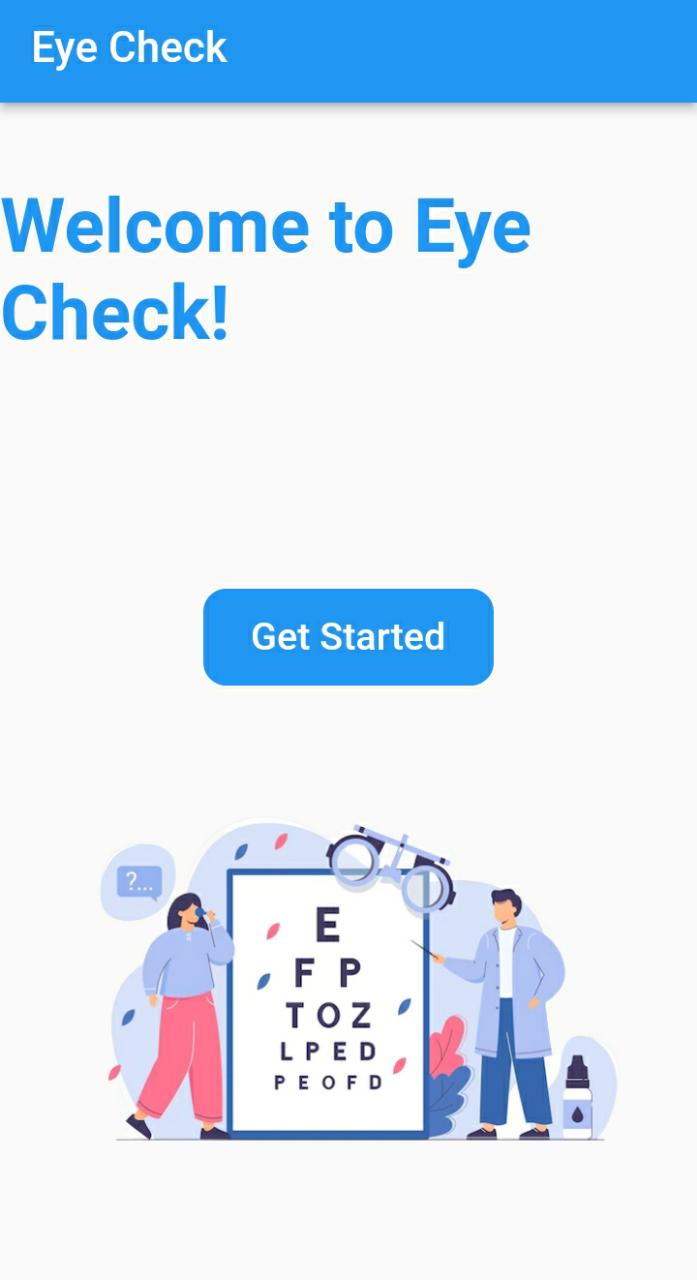 Eye Check
Welcome to Eye
Check!
Get Started
?...
E
F P
T O Z
L P E D
P E O F D